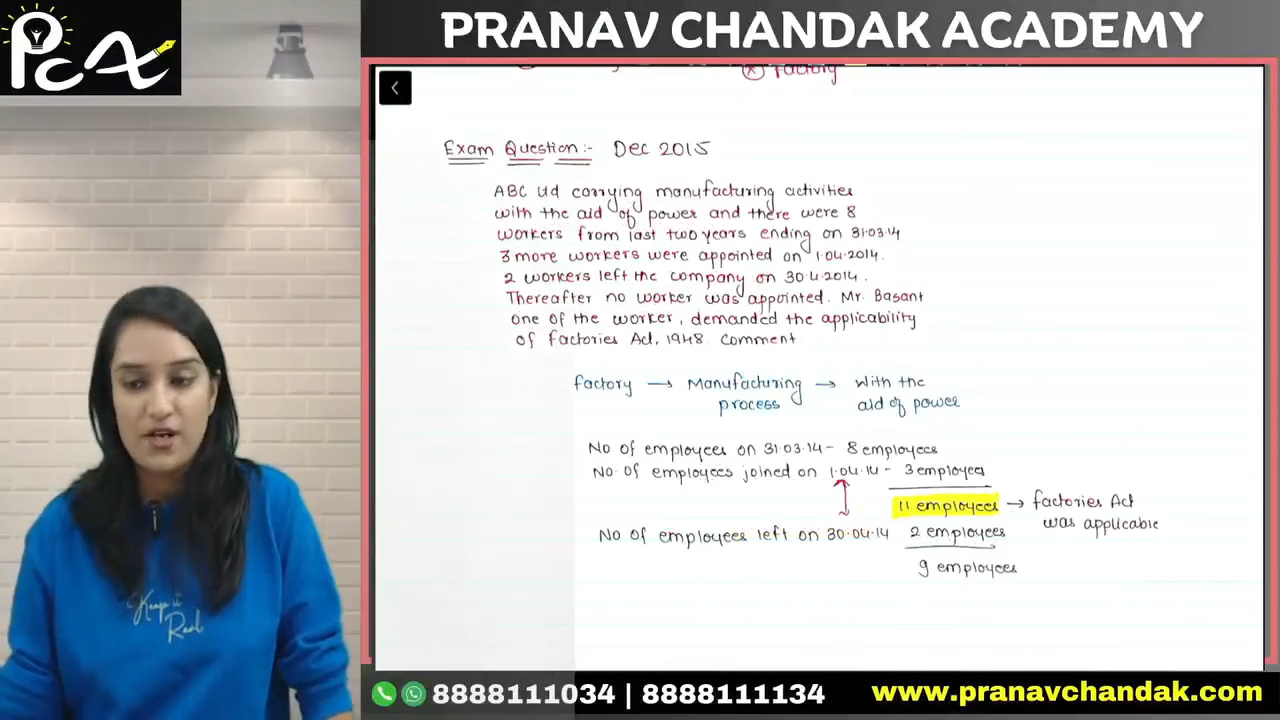 PCA
PRANAV CHANDAK ACADEMY
factory
Exam Question:- Dec 2015
ABC Ltd carrying manufacturing activities
with the aid of power and there were 8
workers from last two years ending on 31.03.14
3 more workers were appointed on 1.04.2014.
2 workers left the company on 30.4.2014.
Thereafter no worker was appointed. Mr. Basant
one of the worker, demanded the applicability
of factories Act, 1948. Comment
factory → Manufacturing → With the
process aid of power
No of employees on 31.03.14 - 8 employees
No. of employees joined on 1.04.14 - 3 employees
11 employees → factories Act
was applicable
No of employees left on 30.04.14 2 employees
9 employees
Keep it
Real
8888111034 | 8888111134
www.pranavchandak.com